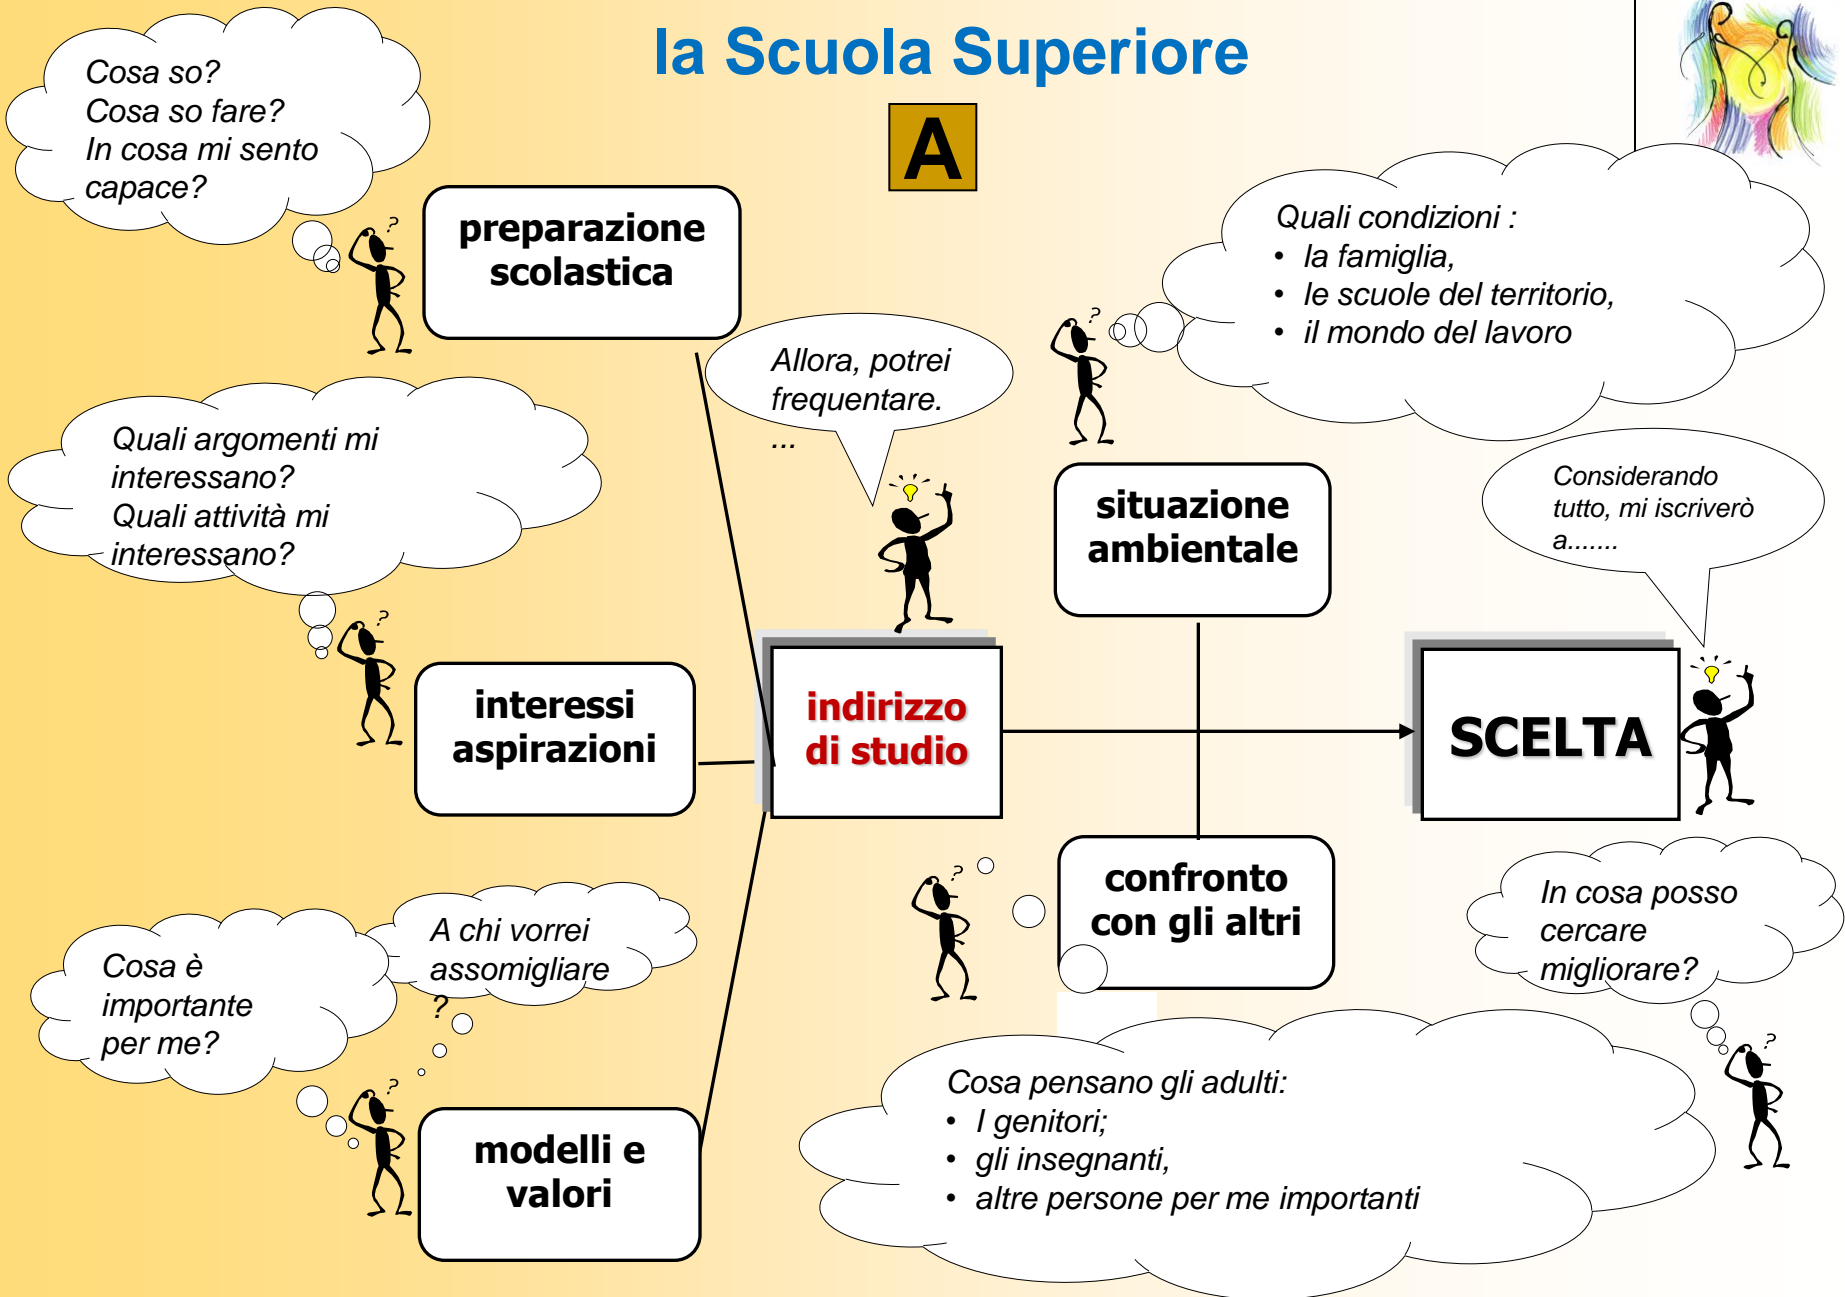 la Scuola Superiore
A
Cosa so?
Cosa so fare?
In cosa mi sento
capace?
?
preparazione
scolastica
Quali condizioni :
• la famiglia,
• le scuole del territorio,
• il mondo del lavoro
?
Allora, potrei
frequentare.
...
Quali argomenti mi
interessano?
Quali attività mi
interessano?
?
situazione
ambientale
Considerando
tutto, mi iscriverò
a.......
interessi
aspirazioni
indirizzo
di studio
SCELTA
confronto
con gli altri
?
In cosa posso
cercare
migliorare?
?
A chi vorrei
assomigliare
?
Cosa è
importante
per me?
?
modelli e
valori
Cosa pensano gli adulti:
• I genitori;
• gli insegnanti,
• altre persone per me importanti